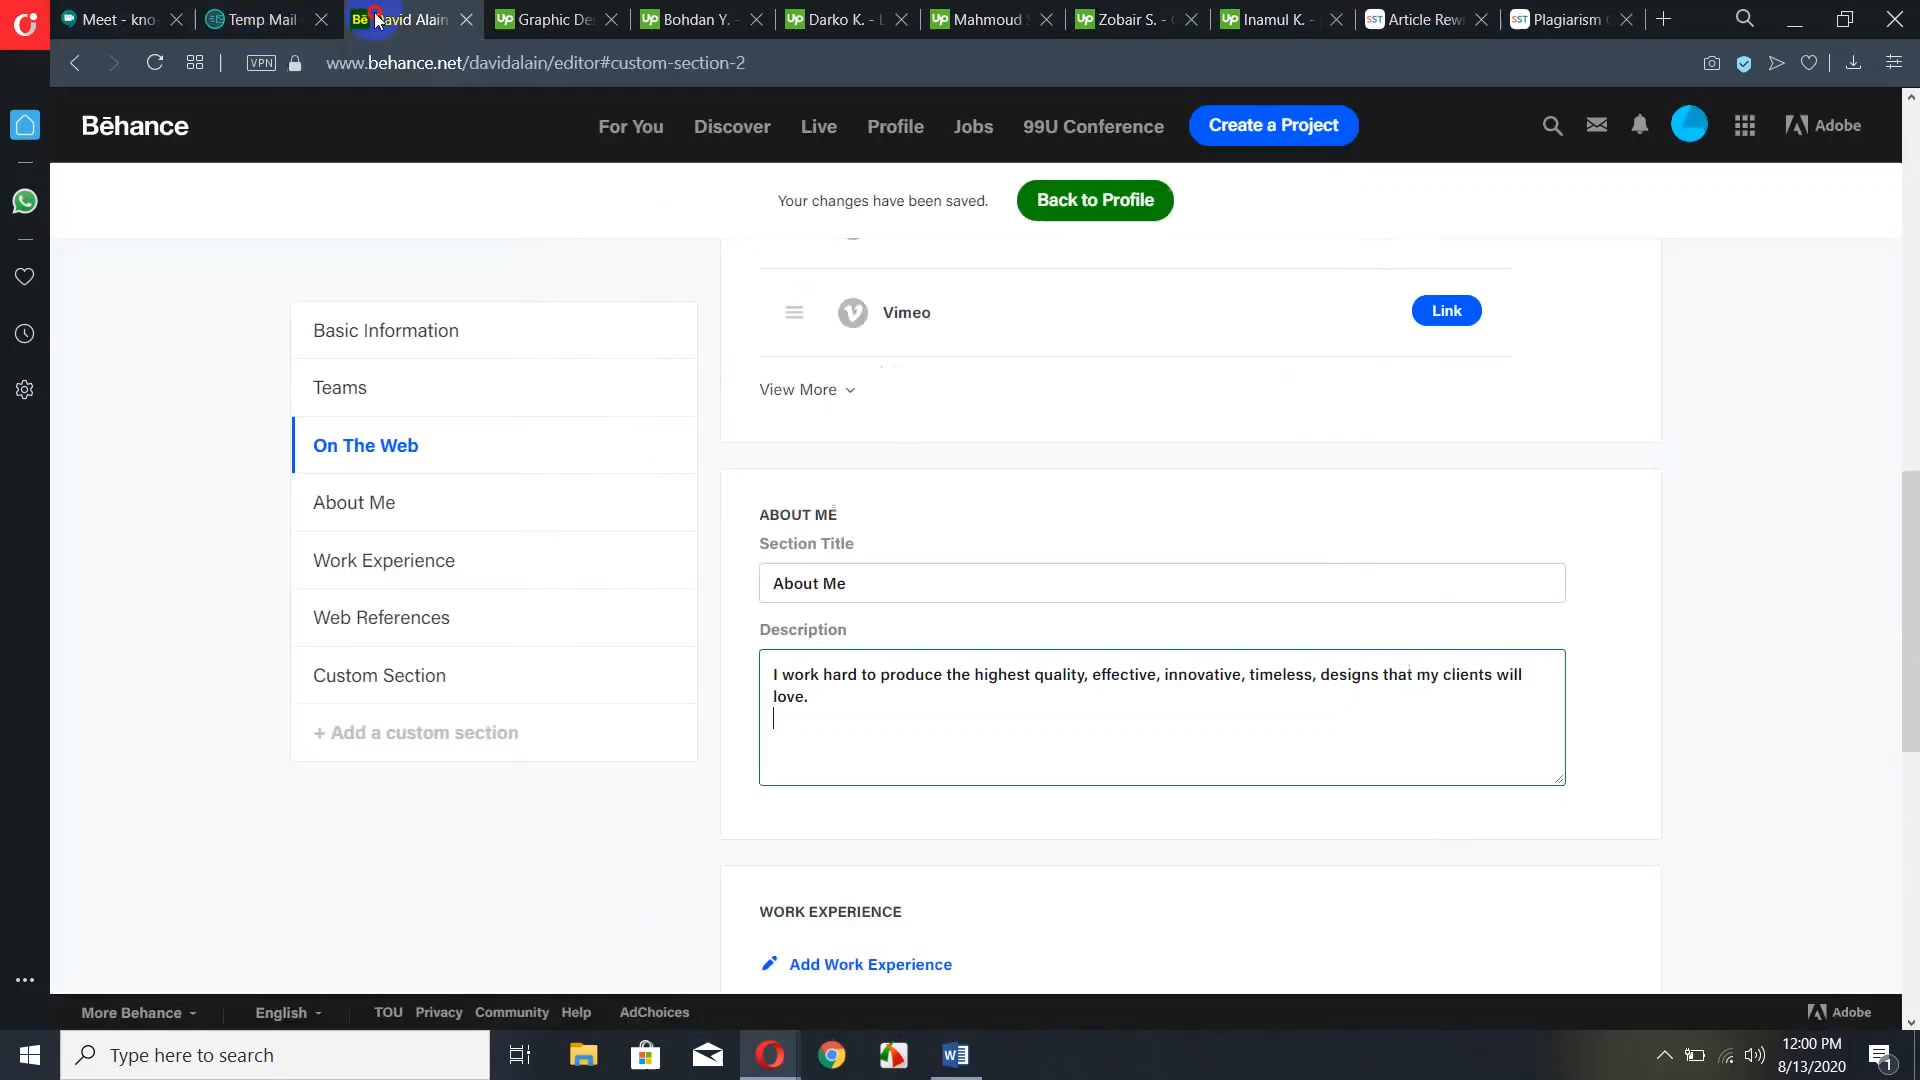 Meet - kno
Temp Mail
David Alain
Graphic De
Bohdan Y. -
Darko K. - L
Mahmoud S
Zobair S. -
Inamul K. -
Article Rewr
Plagiarism
VPN
www.behance.net/davidalain/editor#custom-section-2
Bēhance
For You
Discover
Live
Profile
Jobs
99U Conference
Create a Project
Adobe
Your changes have been saved.
Back to Profile
Vimeo
Link
View More
Basic Information
Teams
On The Web
About Me
Work Experience
Web References
Custom Section
+ Add a custom section
ABOUT ME
Section Title
About Me
Description
I work hard to produce the highest quality, effective, innovative, timeless, designs that my clients will
love.
WORK EXPERIENCE
Add Work Experience
More Behance
English
TOU
Privacy
Community
Help
AdChoices
Adobe
Type here to search
12:00 PM
8/13/2020
1